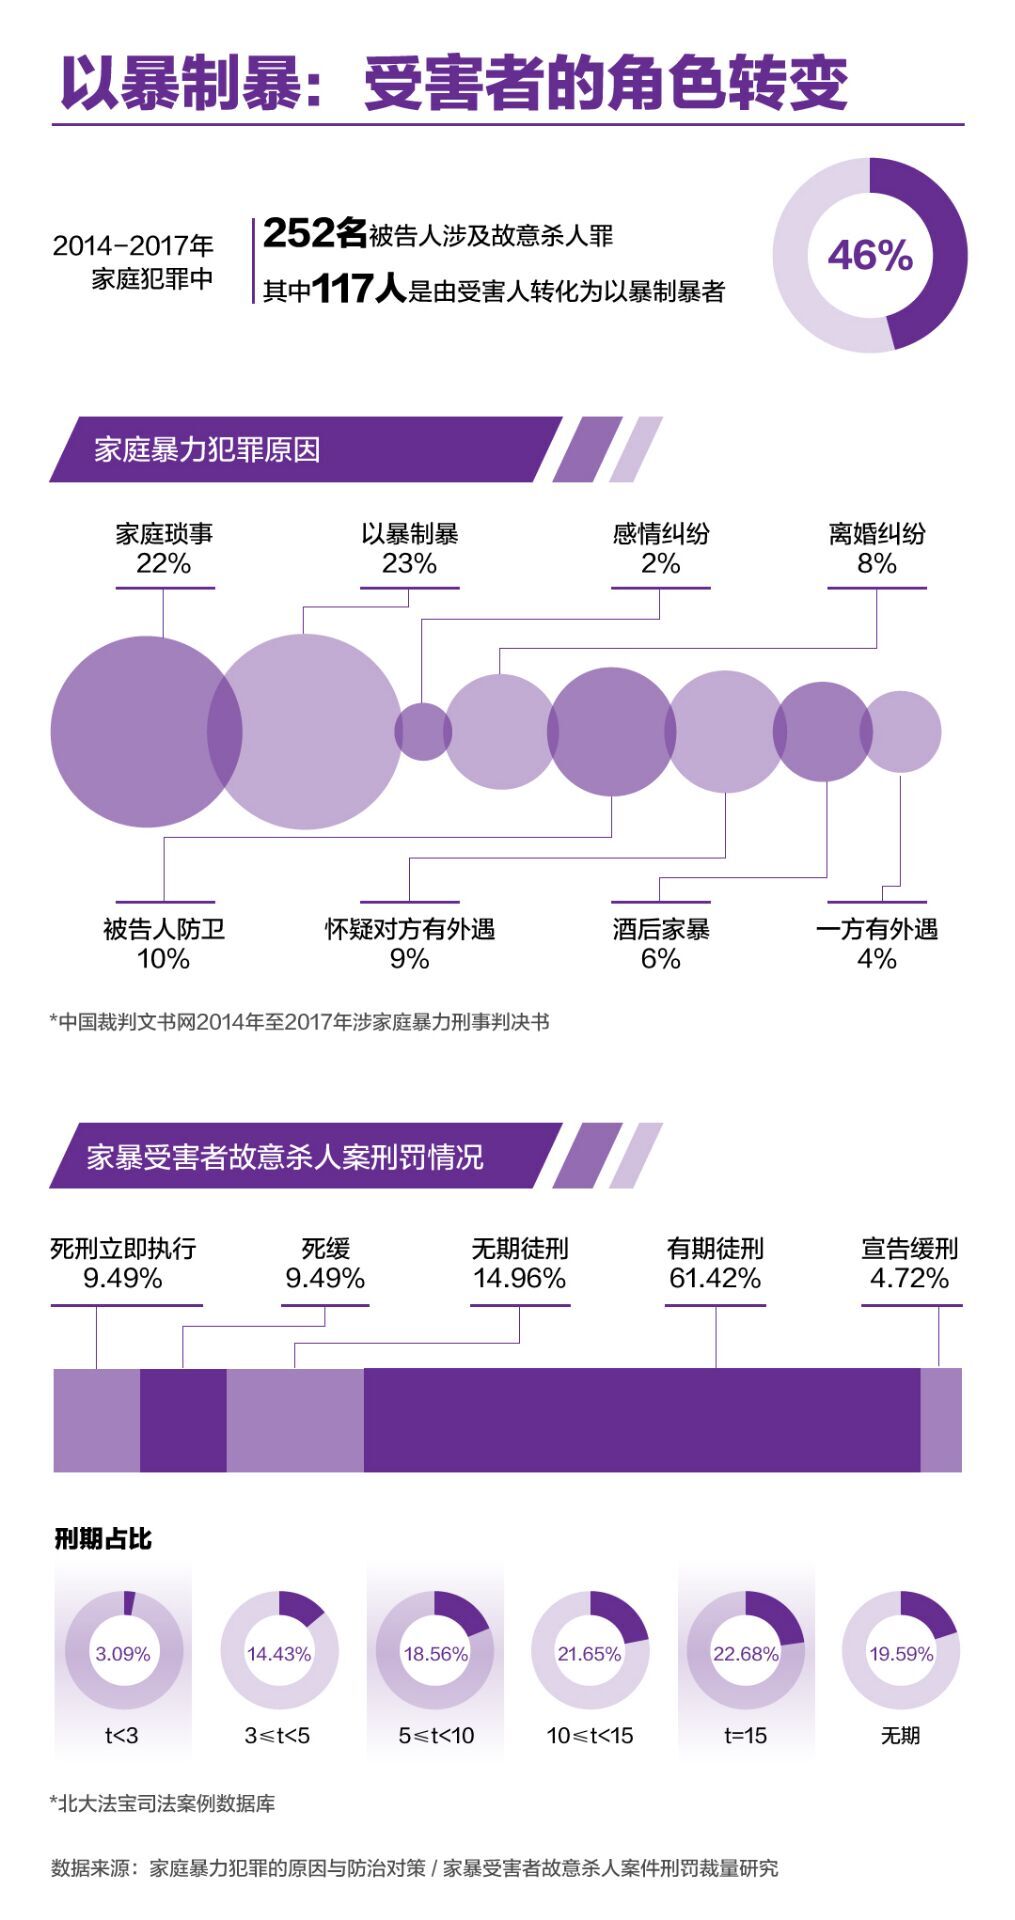 以暴制暴：受害者的角色转变
2014-2017年
家庭犯罪中
252名被告人涉及故意杀人罪
其中117人是由受害人转化为以暴制暴者
46%
家庭暴力犯罪原因
家庭琐事
22%
以暴制暴
23%
感情纠纷
2%
离婚纠纷
8%
被告人防卫
10%
怀疑对方有外遇
9%
酒后家暴
6%
一方有外遇
4%
*中国裁判文书网2014年至2017年涉家庭暴力刑事判决书
家暴受害者故意杀人案刑罚情况
死刑立即执行
9.49%
死缓
9.49%
无期徒刑
14.96%
有期徒刑
61.42%
宣告缓刑
4.72%
刑期占比
3.09%
t<3
14.43%
3≤t<5
18.56%
5≤t<10
21.65%
10≤t<15
22.68%
t=15
19.59%
无期
*北大法宝司法案例数据库
数据来源：家庭暴力犯罪的原因与防治对策 / 家暴受害者故意杀人案件刑罚裁量研究